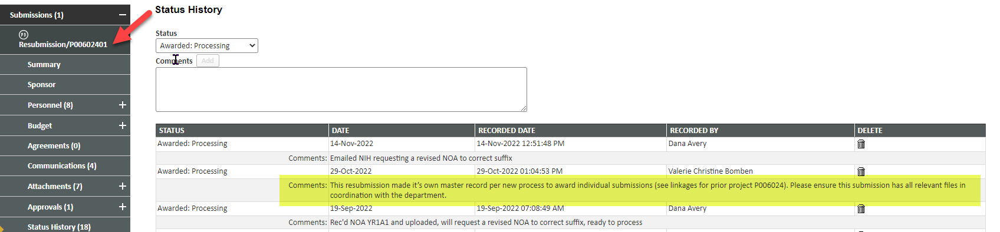 Submissions (1)
PD
Resubmission/P00602401
Summary
Sponsor
Personnel (8)
Budget
Agreements (0)
Communications (4)
Attachments (7)
Approvals (1)
Status History (18)
Status History
Status
Awarded: Processing
Comments Add
STATUS DATE RECORDED DATE RECORDED BY DELETE
Awarded: Processing 14-Nov-2022 14-Nov-2022 12:51:48 PM Dana Avery
Comments: Emailed NIH requesting a revised NOA to correct suffix
Awarded: Processing 29-Oct-2022 29-Oct-2022 01:04:53 PM Valerie Christine Bomben
Comments: This resubmission made it’s own master record per new process to award individual submissions (see linkages for prior project P006024). Please ensure this submission has all relevant files in
coordination with the department.
Awarded: Processing 19-Sep-2022 19-Sep-2022 07:08:49 AM Dana Avery
Comments: Rec'd NOA YR1A1 and uploaded, will request a revised NOA to correct suffix, ready to process